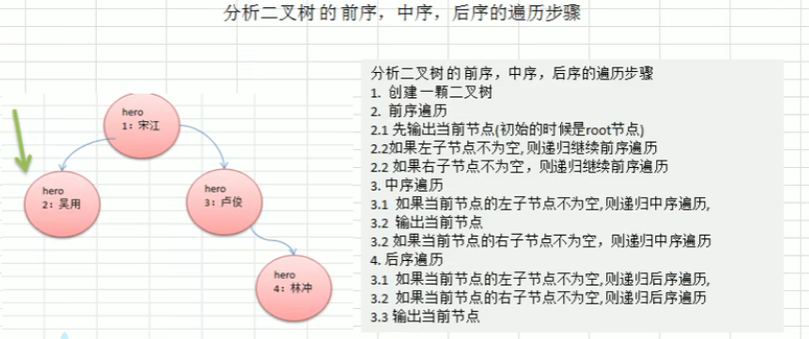 分析二叉树的前序，中序，后序的遍历步骤
hero
1：宋江
hero
2：吴用
hero
3：卢俊
hero
4：林冲
分析二叉树的前序，中序，后序的遍历步骤
1. 创建一颗二叉树
2. 前序遍历
2.1 先输出当前节点(初始的时候是root节点)
2.2如果左子节点不为空,则递归继续前序遍历
2.2 如果右子节点不为空，则递归继续前序遍历
3.中序遍历
3.1 如果当前节点的左子节点不为空,则递归中序遍历,
3.2 输出当前节点
3.2 如果当前节点的右子节点不为空，则递归中序遍历
4.后序遍历
3.1 如果当前节点的左子节点不为空,则递归后序遍历,
3.2 如果当前节点的右子节点不为空,则递归后序遍历
3.3 输出当前节点